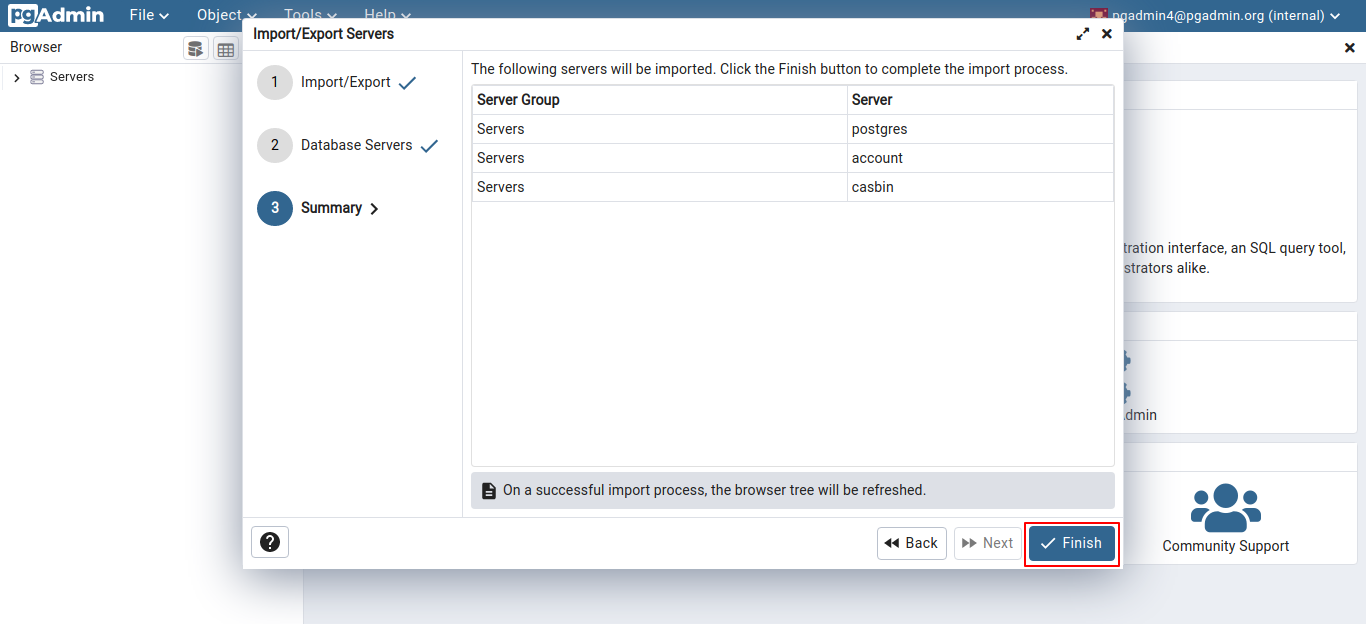 pgAdmin File Object Tools Help pgadmin4@pgadmin.org (internal)
Browser
Servers
Import/Export Servers
1 Import/Export
2 Database Servers
3 Summary
The following servers will be imported. Click the Finish button to complete the import process.
Server Group Server
Servers postgres
Servers account
Servers casbin
On a successful import process, the browser tree will be refreshed.
? Back Next Finish
tration interface, an SQL query tool,
strators alike.
dmin
Community Support